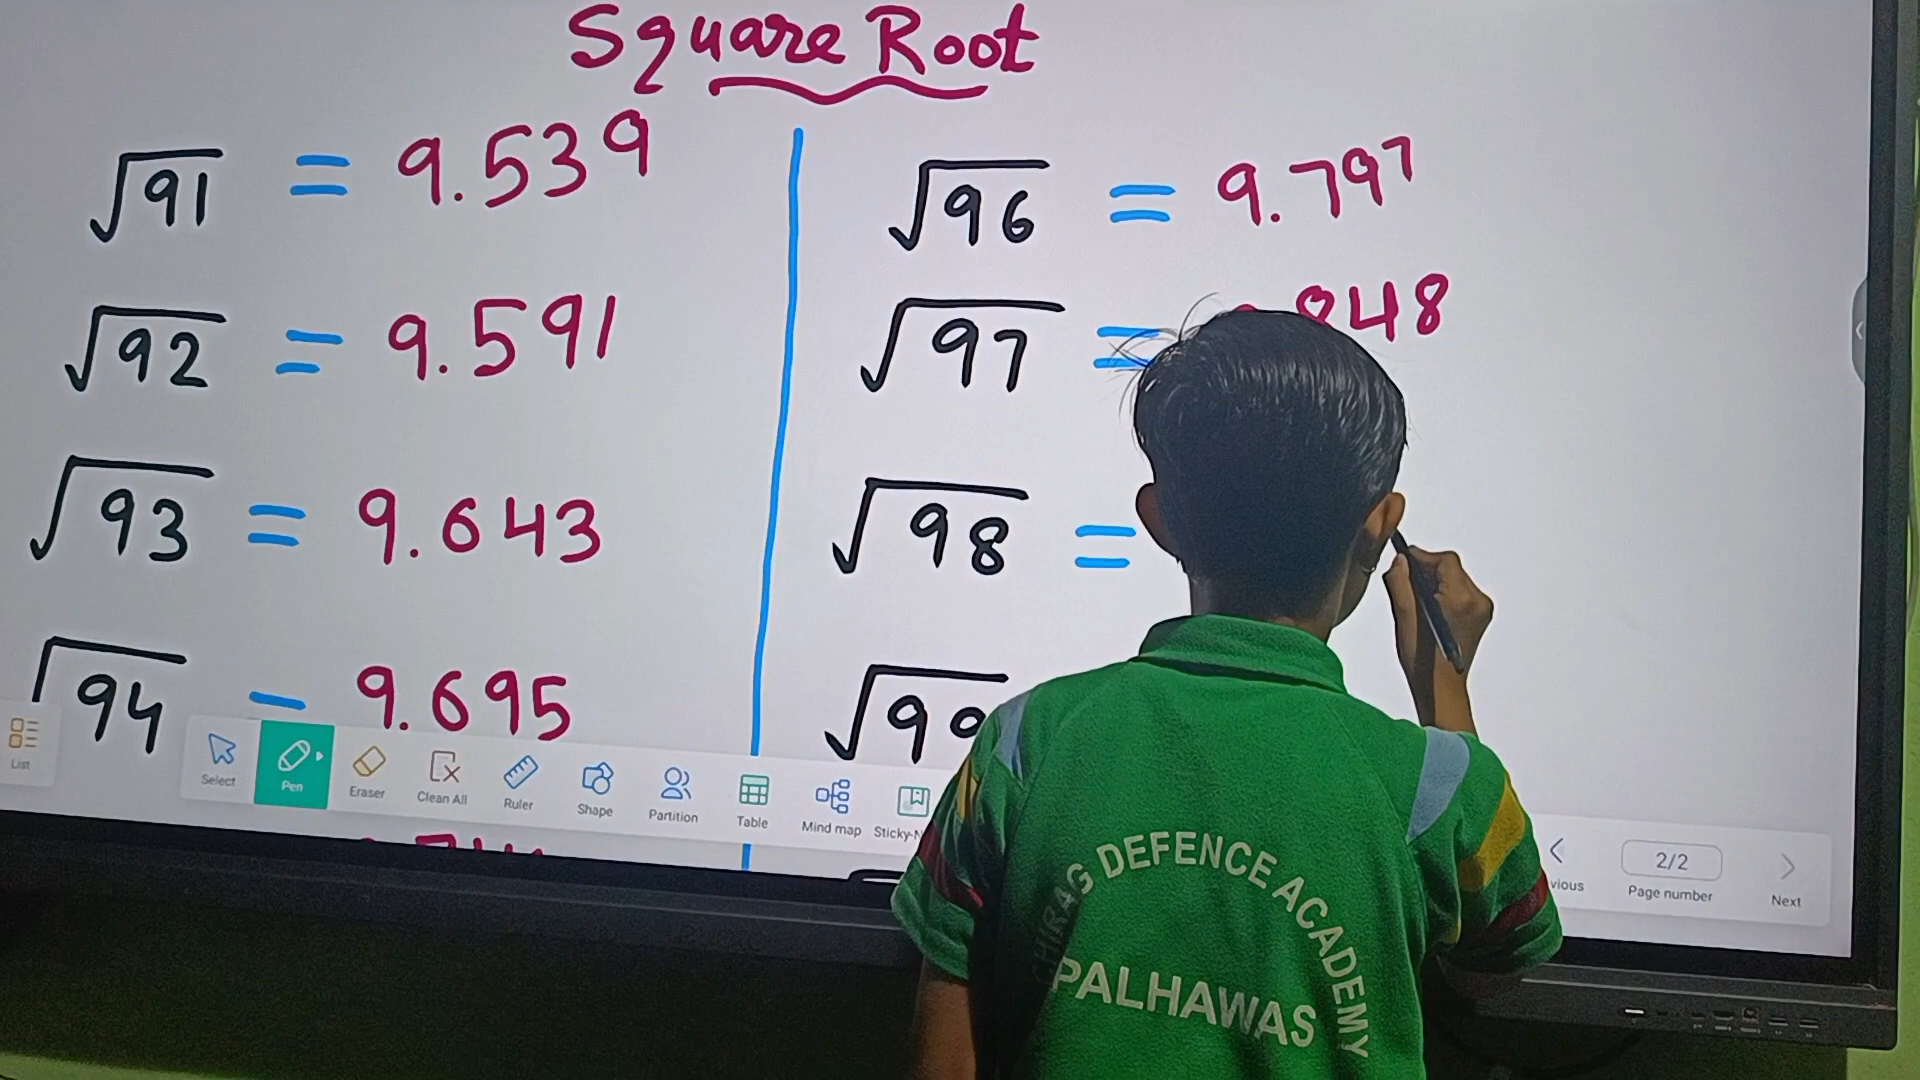 Square Root
√91 = 9.539
√92 = 9.591
√93 = 9.643
√94 = 9.695
√96 = 9.797
√97 = 848
√98 =
√99
List
Select
Pen
Eraser
Clean All
Ruler
Shape
Partition
Table
Mind map
Sticky-N
vious
2/2
Page number
Next
CHIRAG DEFENCE ACADEMY
PALHAWAS